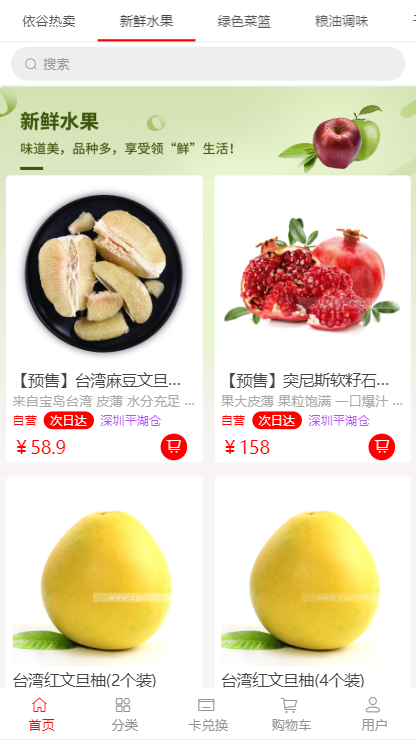 依谷热卖 新鲜水果 绿色菜篮 粮油调味
搜索
新鲜水果
味道美，品种多，享受领“鲜”生活！
【预售】台湾麻豆文旦...
来自宝岛台湾 皮薄 水分充足 ...
自营 次日达 深圳平湖仓
￥58.9
【预售】突尼斯软籽石...
果大皮薄 果粒饱满 一口爆汁 ...
自营 次日达 深圳平湖仓
￥158
台湾红文旦柚(2个装)
台湾红文旦柚(4个装)
首页 分类 卡兑换 购物车 用户